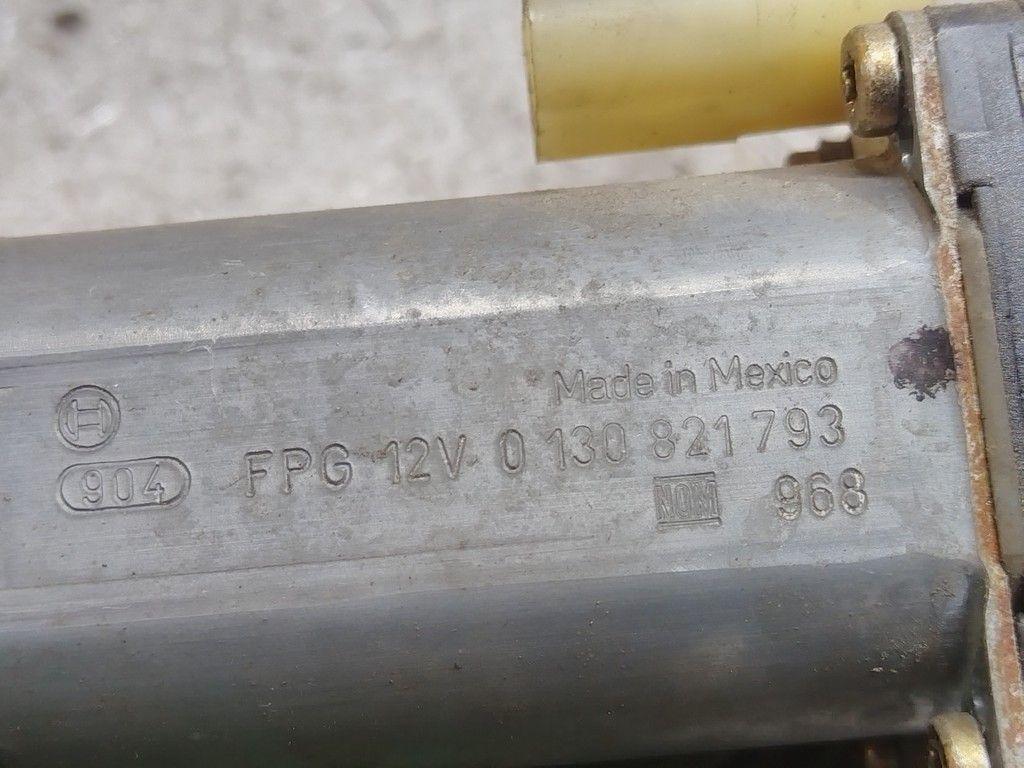 Made in Mexico
FPG 12V 0 130 821 793
904
NOM 968